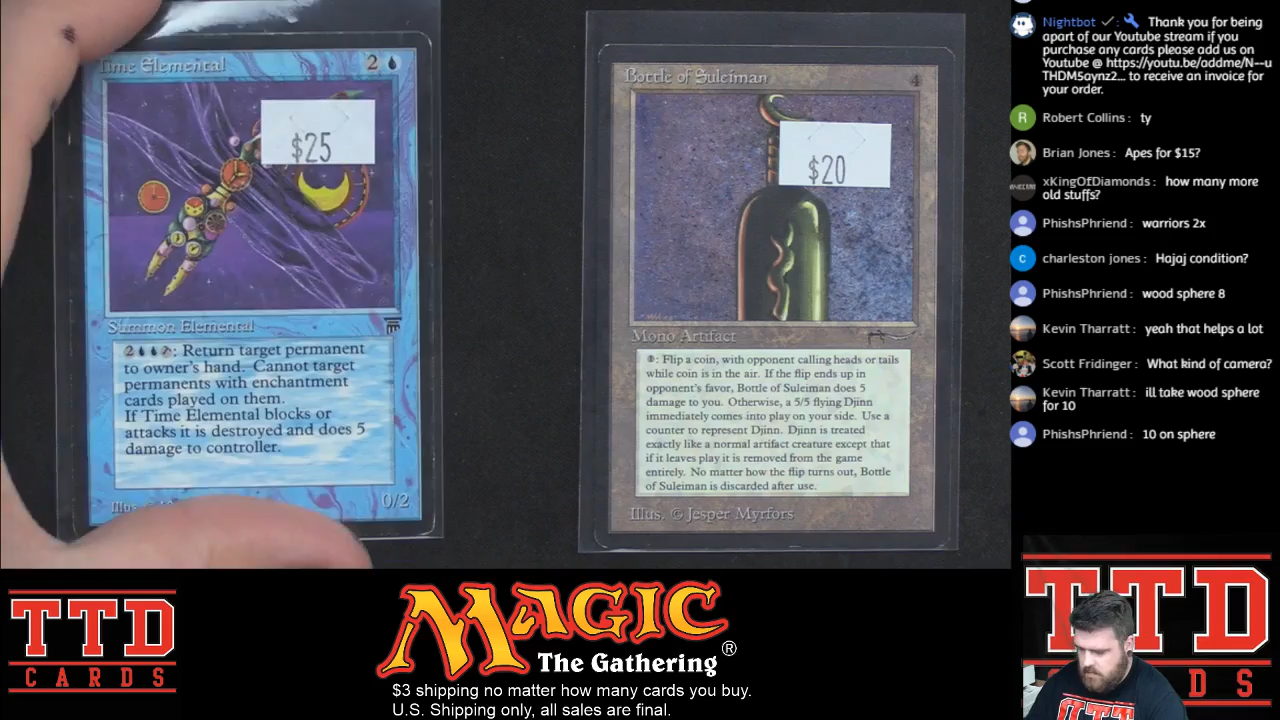 Time Elemental 2
$25
Summon Elemental
2: Return target permanent
to owner's hand. Cannot target
permanents with enchantment
cards played on them.
If Time Elemental blocks or
attacks it is destroyed and does 5
damage to controller.
Illus. ©
0/2
Bottle of Suleiman 4
$20
Mono Artifact
1: Flip a coin, with opponent calling heads or tails
while coin is in the air. If the flip ends up in
opponent's favor, Bottle of Suleiman does 5
damage to you. Otherwise, a 5/5 flying Djinn
immediately comes into play on your side. Use a
counter to represent Djinn. Djinn is treated
exactly like a normal artifact creature except that
if it leaves play it is removed from the game
entirely. No matter how the flip turns out, Bottle
of Suleiman is discarded after use.
Illus. © Jesper Myrfors
Nightbot : Thank you for being
apart of our Youtube stream if you
purchase any cards please add us on
Youtube @ https://youtu.be/addme/N--u
THDM5aynz2... to receive an invoice for
your order.
R Robert Collins : ty
Brian Jones : Apes for $15?
xKingOfDiamonds : how many more
old stuffs?
PhishsPhriend : warriors 2x
c charleston jones : Hajaj condition?
PhishsPhriend : wood sphere 8
Kevin Tharratt : yeah that helps a lot
Scott Fridinger : What kind of camera?
Kevin Tharratt : ill take wood sphere
for 10
PhishsPhriend : 10 on sphere
TTD
CARDS
MAGIC
The Gathering®
$3 shipping no matter how many cards you buy.
U.S. Shipping only, all sales are final.
TTD
DS